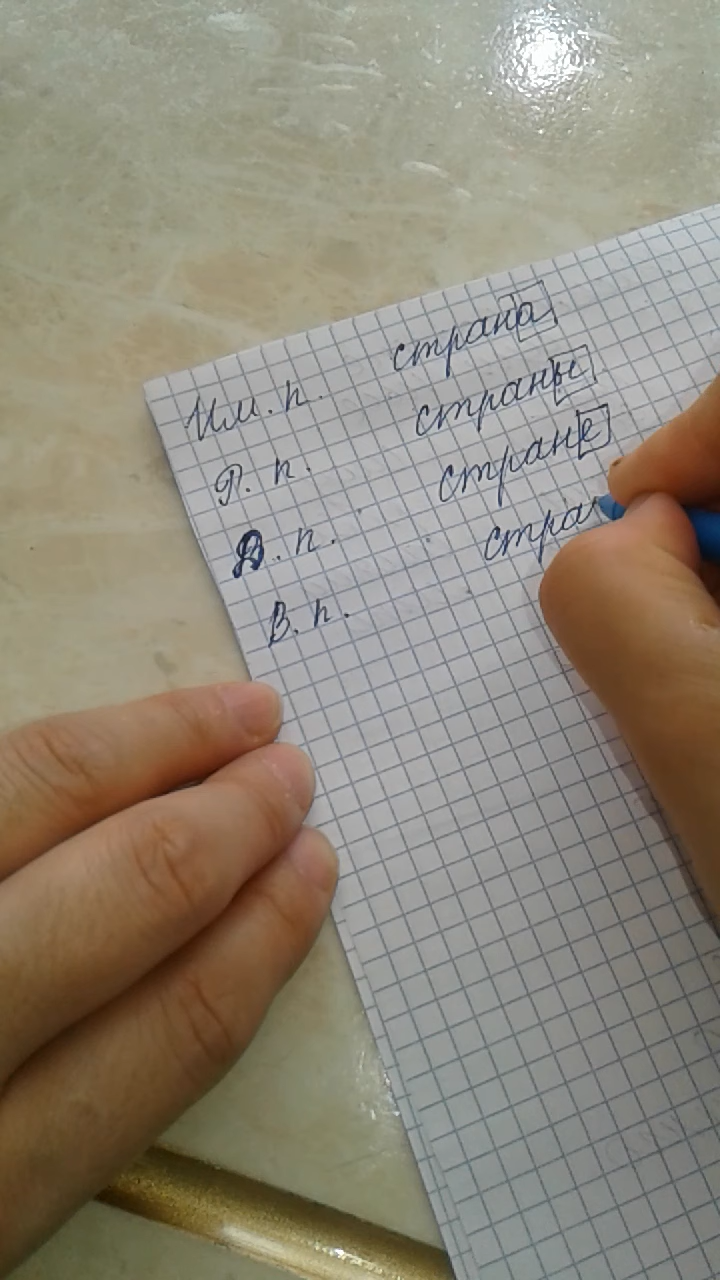 Им. п. страна
Р. п. страны
Д. п. стране
В. п. стра